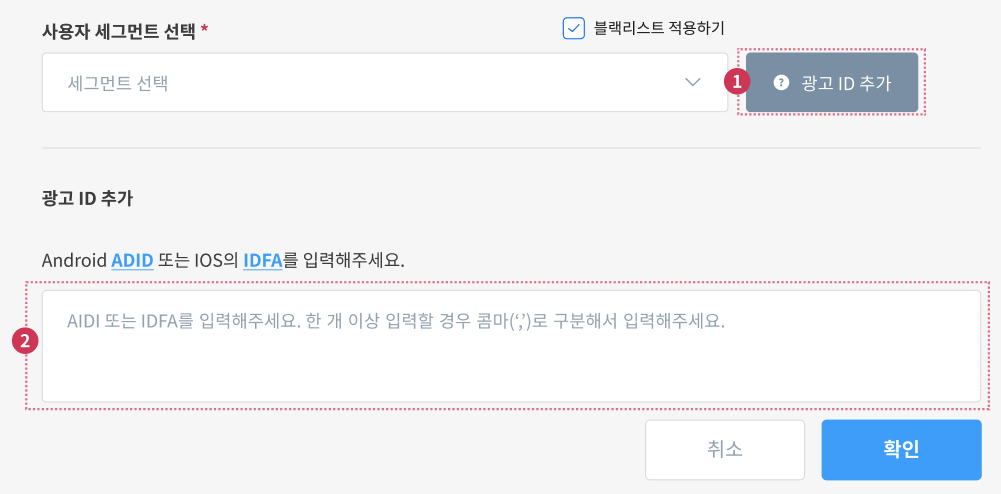 사용자 세그먼트 선택 *
블랙리스트 적용하기
세그먼트 선택
1
? 광고 ID 추가
광고 ID 추가
Android ADID 또는 IOS의 IDFA를 입력해주세요.
2
AIDI 또는 IDFA를 입력해주세요. 한 개 이상 입력할 경우 콤마(‘,’)로 구분해서 입력해주세요.
취소
확인